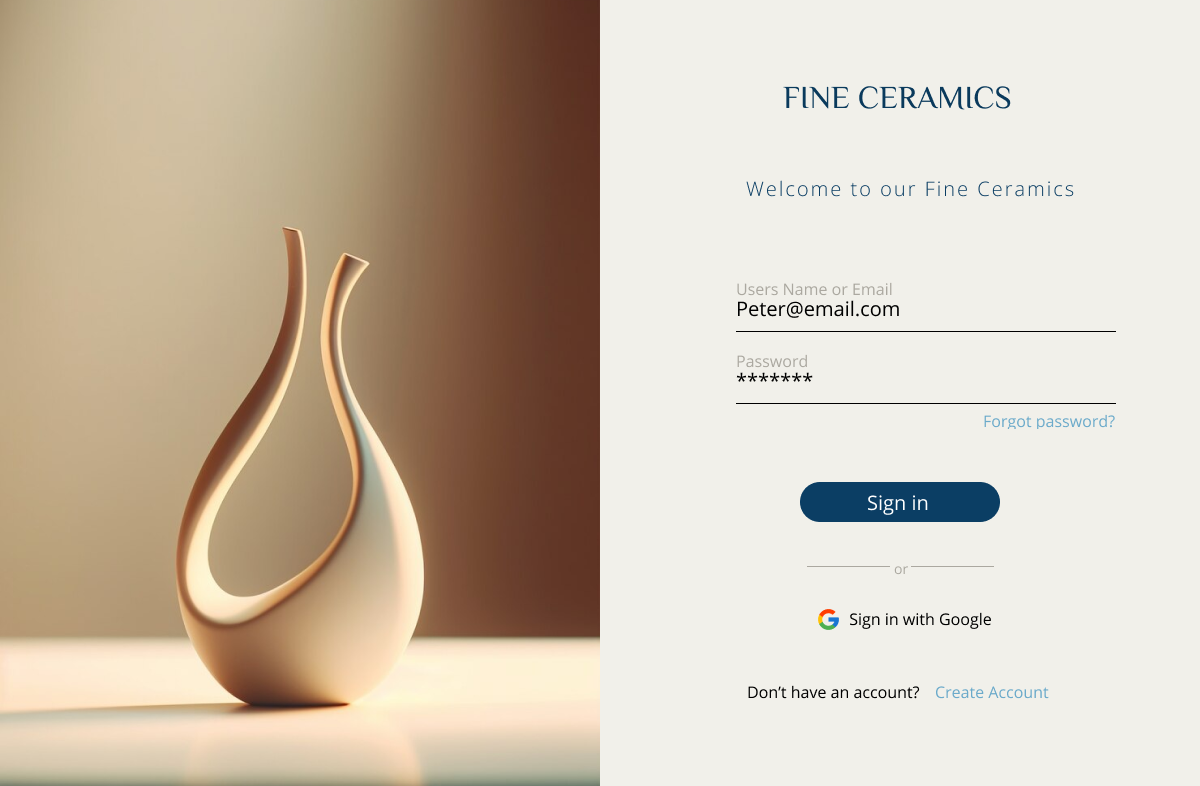 FINE CERAMICS
Welcome to our Fine Ceramics
Users Name or Email
Peter@email.com
Password
*******
Forgot password?
Sign in
or
Sign in with Google
Don’t have an account? Create Account